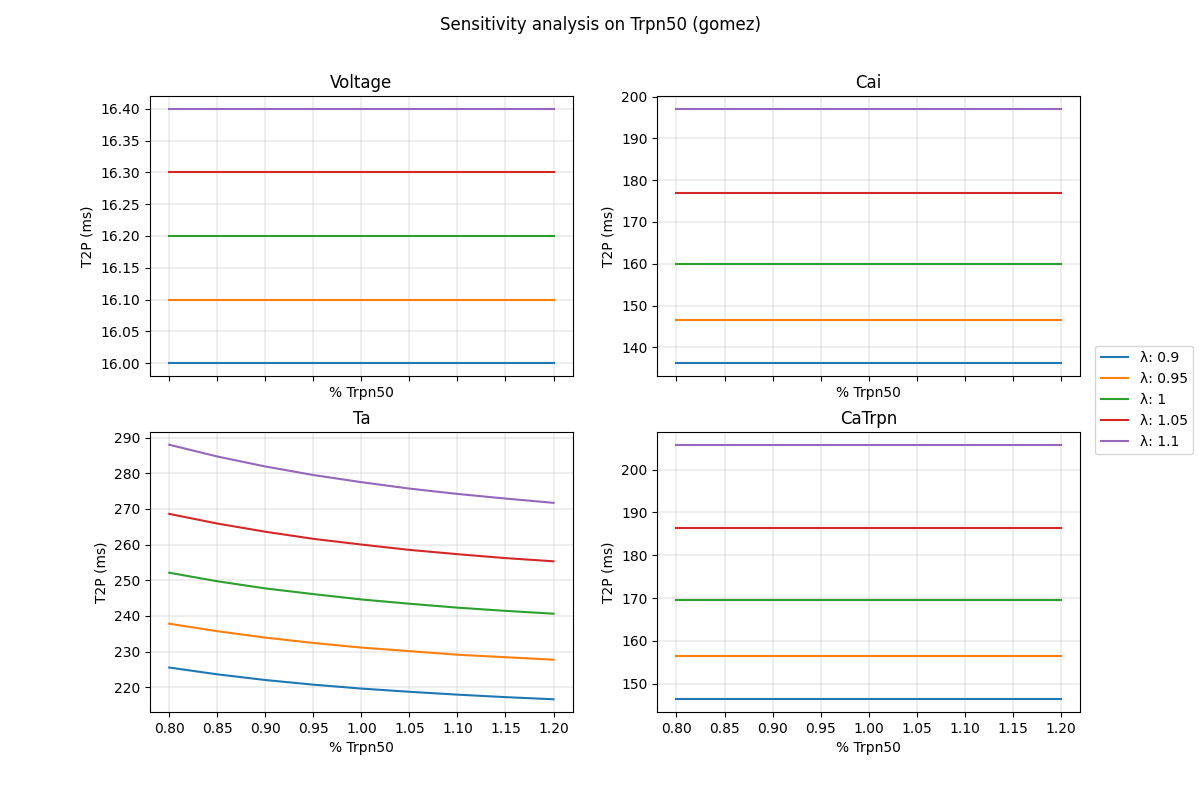 Sensitivity analysis on Trpn50 (gomez)
Voltage
16.40
16.35
16.30
16.25
16.20
16.15
16.10
16.05
16.00
T2P (ms)
% Trpn50
Cai
200
190
180
170
160
150
140
T2P (ms)
% Trpn50
λ: 0.9
λ: 0.95
λ: 1
λ: 1.05
λ: 1.1
Ta
290
280
270
260
250
240
230
220
T2P (ms)
0.80 0.85 0.90 0.95 1.00 1.05 1.10 1.15 1.20
% Trpn50
CaTrpn
200
190
180
170
160
150
T2P (ms)
0.80 0.85 0.90 0.95 1.00 1.05 1.10 1.15 1.20
% Trpn50